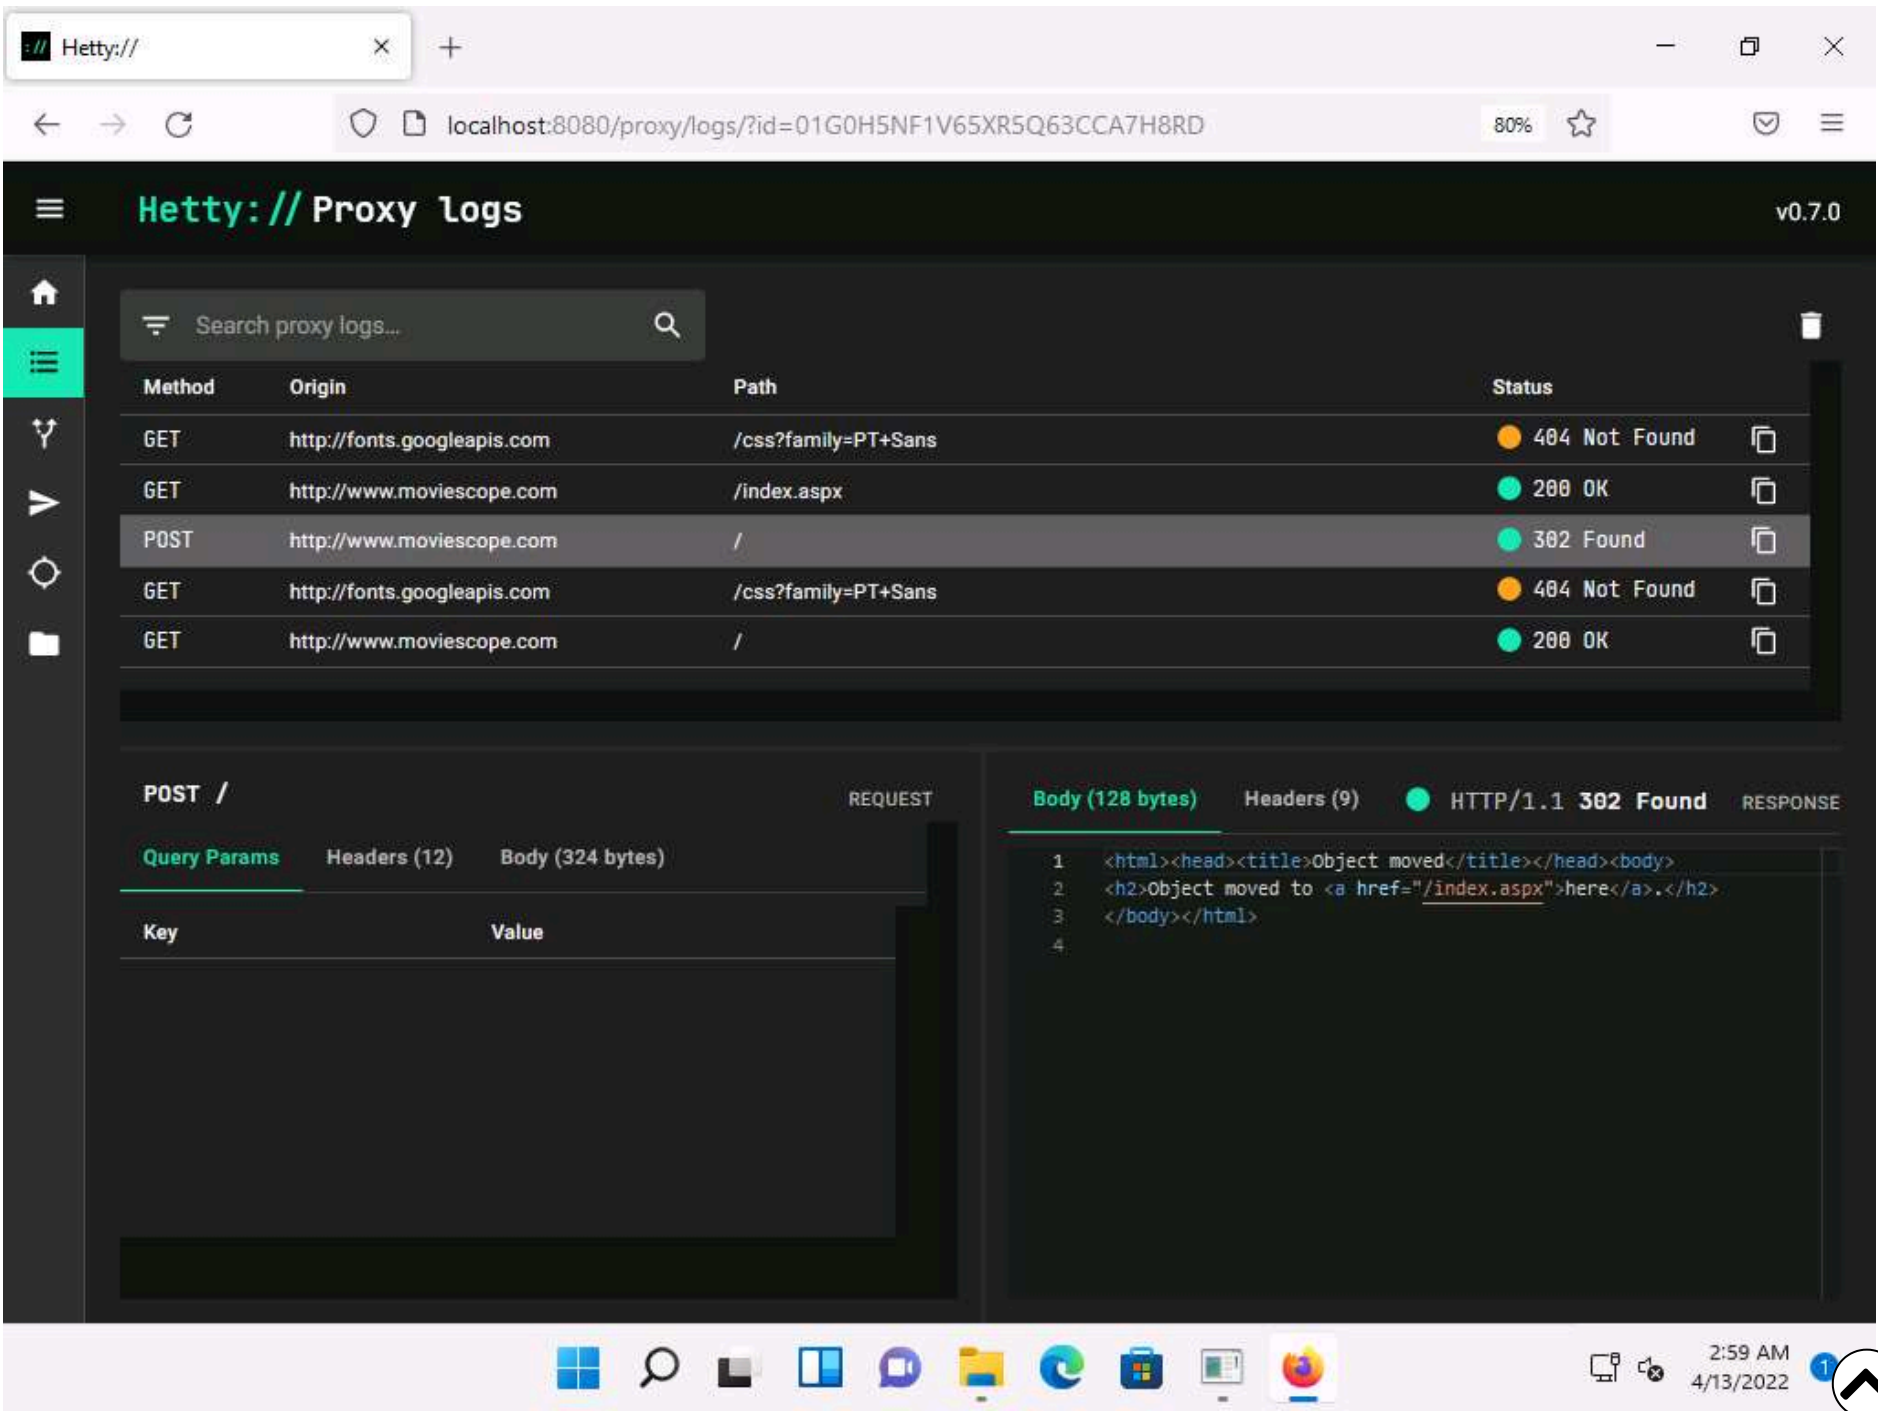 Hetty://
localhost:8080/proxy/logs/?id=01G0H5NF1V65XR5Q63CCA7H8RD
80%
Hetty:// Proxy logs
v0.7.0
Search proxy logs...
Method Origin Path Status
GET http://fonts.googleapis.com /css?family=PT+Sans 404 Not Found
GET http://www.moviescope.com /index.aspx 200 OK
POST http://www.moviescope.com / 302 Found
GET http://fonts.googleapis.com /css?family=PT+Sans 404 Not Found
GET http://www.moviescope.com / 200 OK
POST / REQUEST
Query Params Headers (12) Body (324 bytes)
Key Value
Body (128 bytes) Headers (9) HTTP/1.1 302 Found RESPONSE
1 <html><head><title>Object moved</title></head><body>
2 <h2>Object moved to <a href="/index.aspx">here</a>.</h2>
3 </body></html>
4
2:59 AM
4/13/2022
1